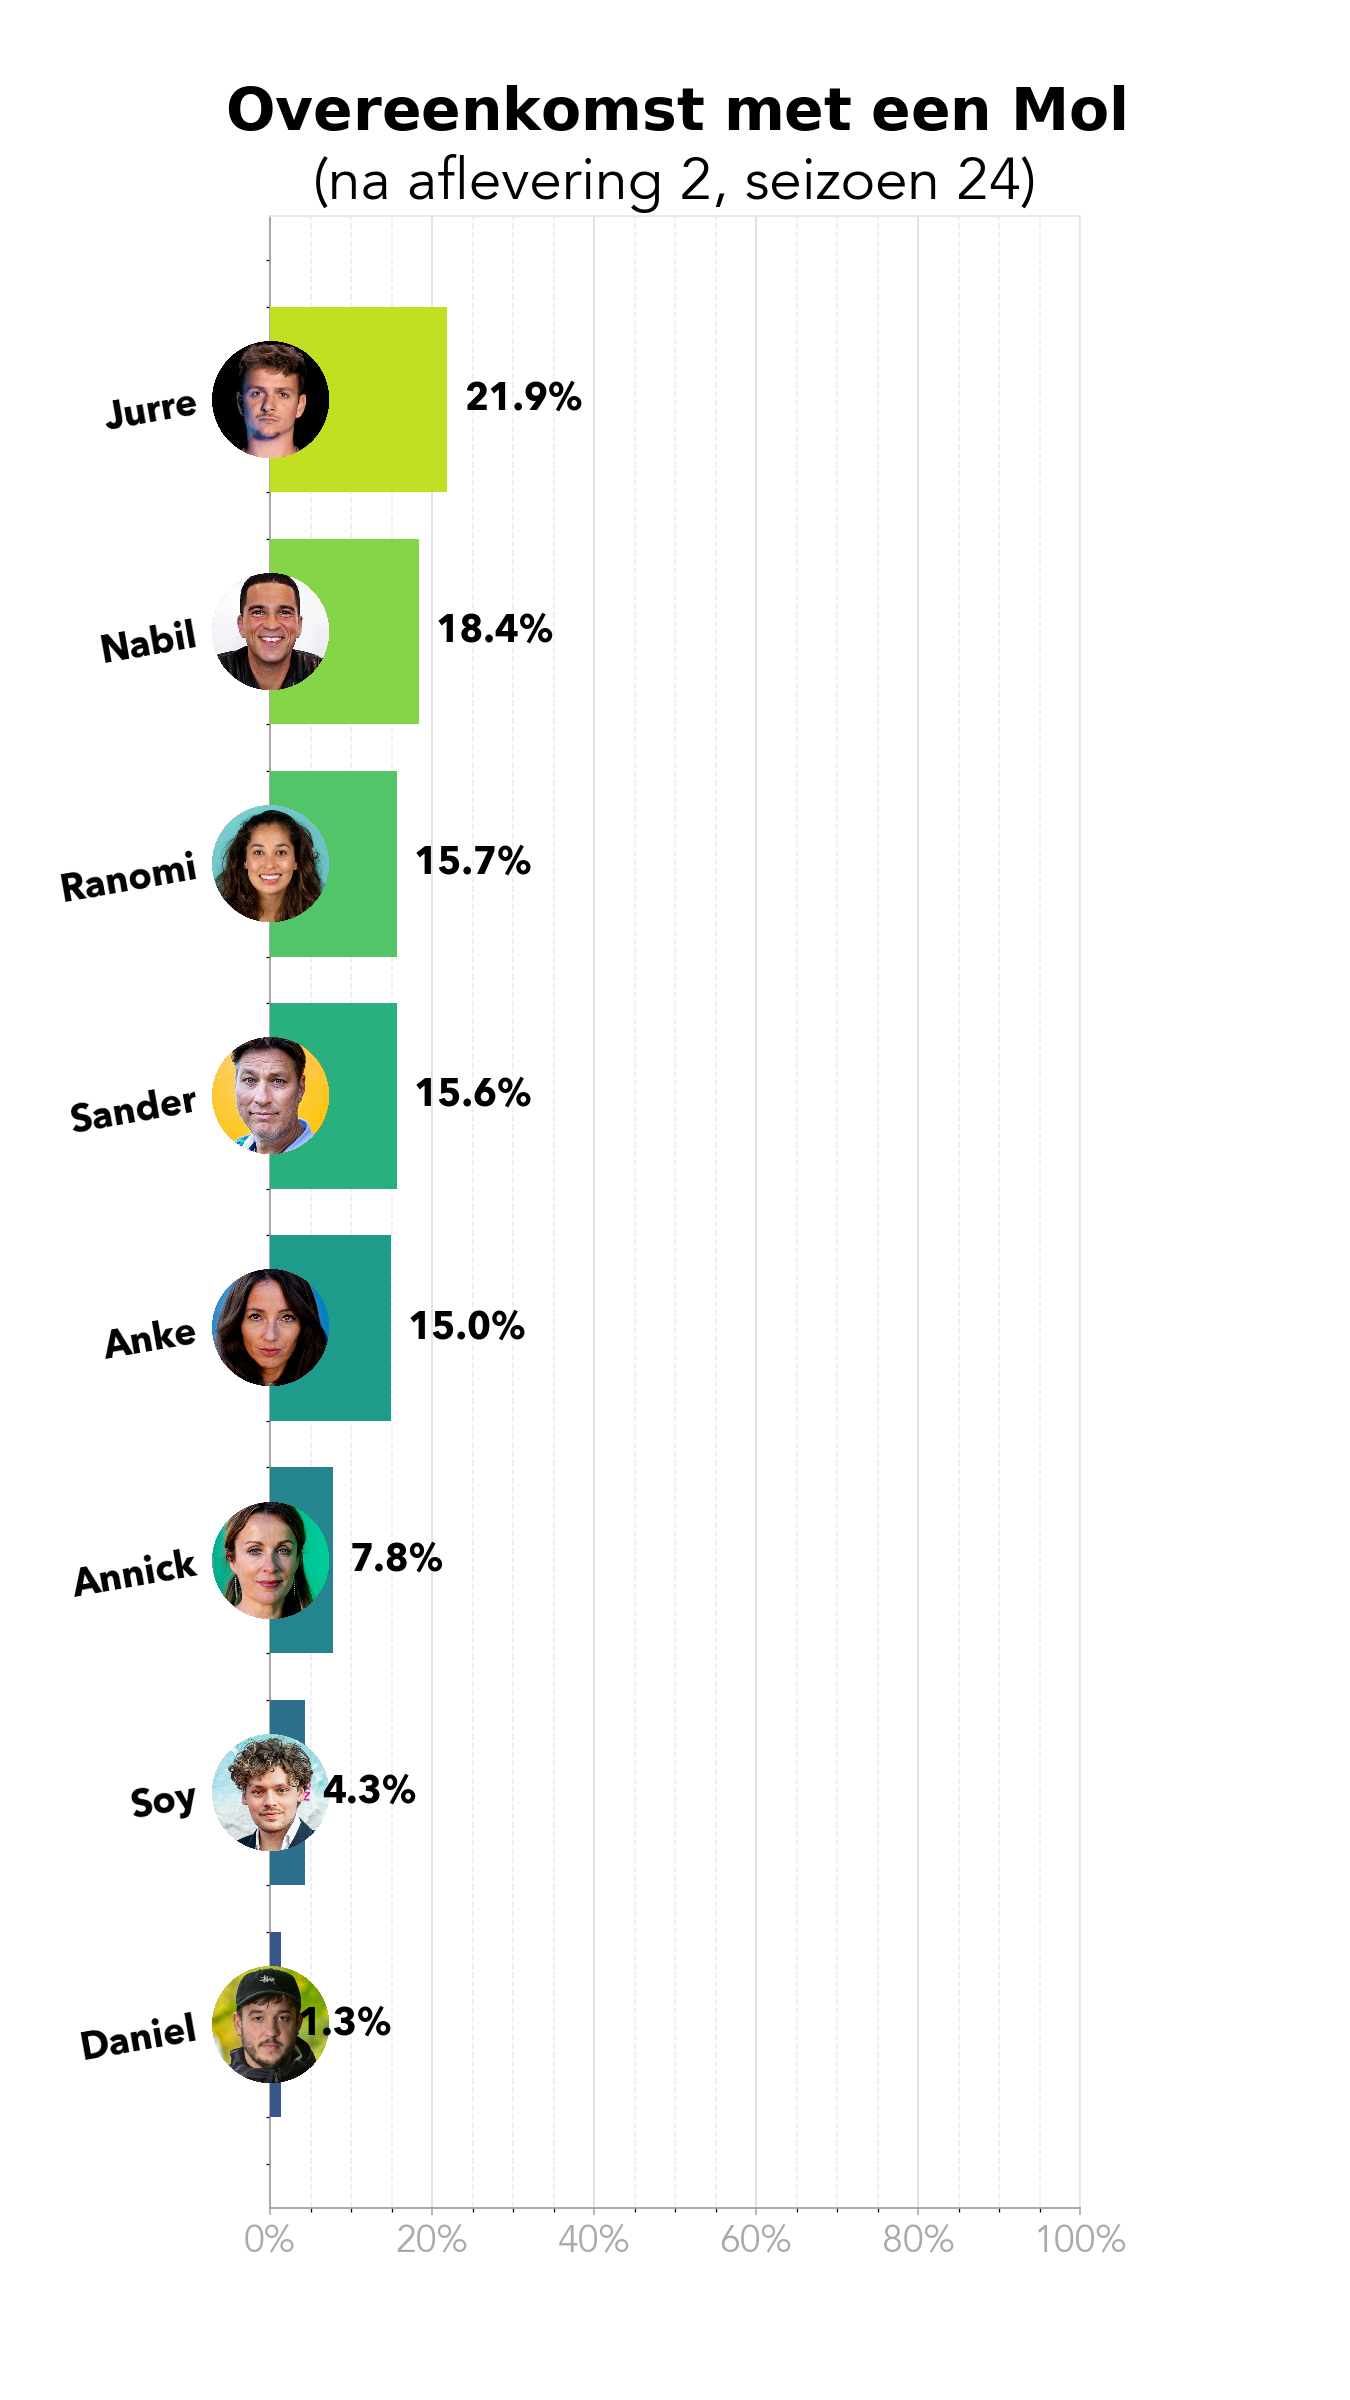 Overeenkomst met een Mol
(na aflevering 2, seizoen 24)
Jurre 21.9%
Nabil 18.4%
Ranomi 15.7%
Sander 15.6%
Anke 15.0%
Annick 7.8%
Soy 4.3%
Daniel 1.3%
0% 20% 40% 60% 80% 100%